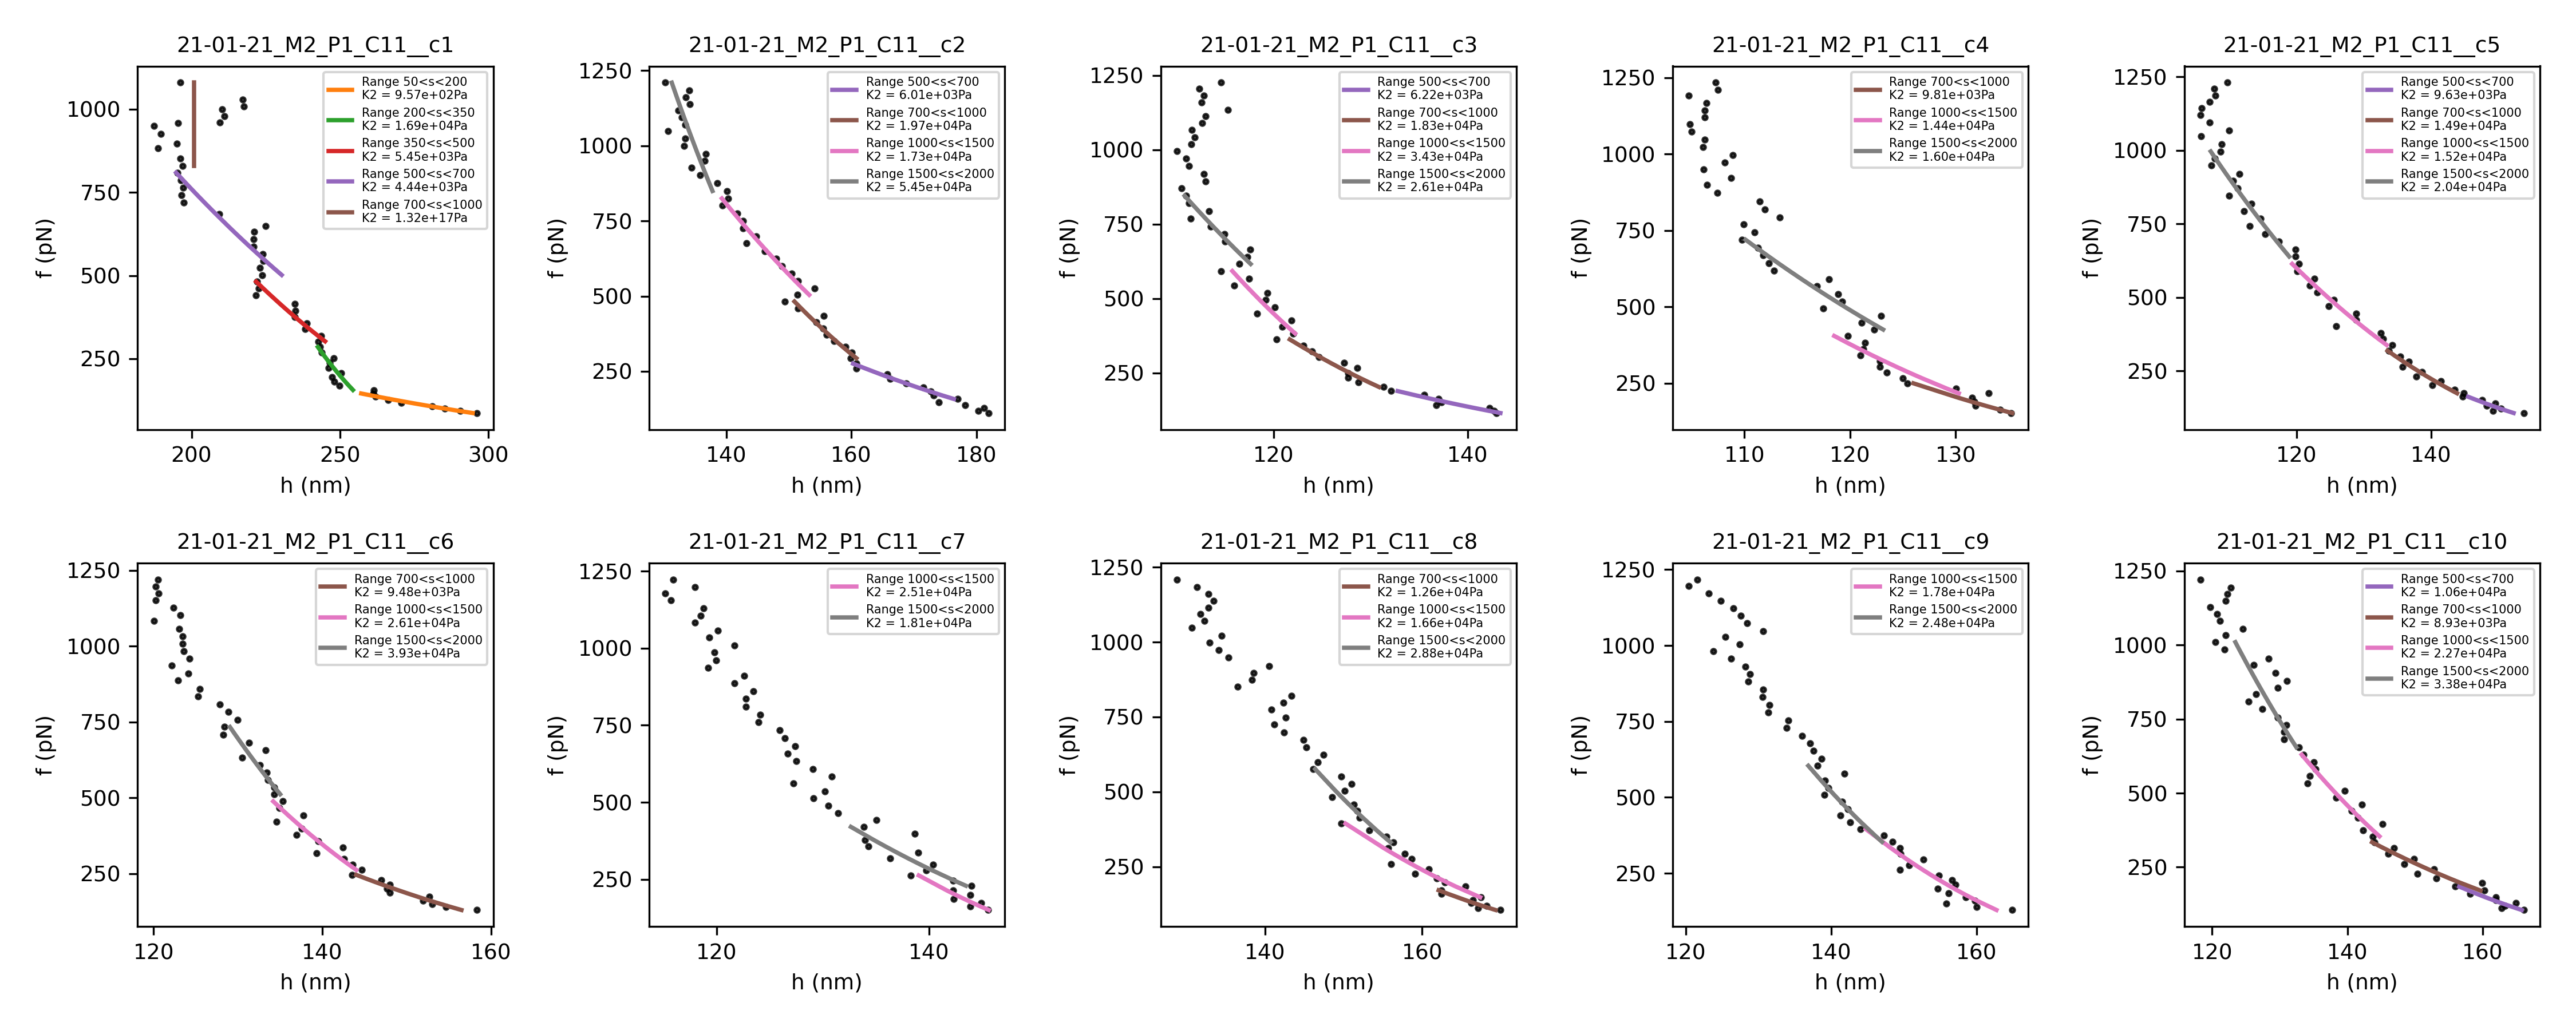 21-01-21_M2_P1_C11__c1
f (pN)
1000
750
500
250
200
250
300
h (nm)
Range 50<s<200
K2 = 9.57e+02Pa
Range 200<s<350
K2 = 1.69e+04Pa
Range 350<s<500
K2 = 5.45e+03Pa
Range 500<s<700
K2 = 4.44e+03Pa
Range 700<s<1000
K2 = 1.32e+17Pa
21-01-21_M2_P1_C11__c2
f (pN)
1250
1000
750
500
250
140
160
180
h (nm)
Range 500<s<700
K2 = 6.01e+03Pa
Range 700<s<1000
K2 = 1.97e+04Pa
Range 1000<s<1500
K2 = 1.73e+04Pa
Range 1500<s<2000
K2 = 5.45e+04Pa
21-01-21_M2_P1_C11__c3
f (pN)
1250
1000
750
500
250
120
140
h (nm)
Range 500<s<700
K2 = 6.22e+03Pa
Range 700<s<1000
K2 = 1.83e+04Pa
Range 1000<s<1500
K2 = 3.43e+04Pa
Range 1500<s<2000
K2 = 2.61e+04Pa
21-01-21_M2_P1_C11__c4
f (pN)
1250
1000
750
500
250
110
120
130
h (nm)
Range 700<s<1000
K2 = 9.81e+03Pa
Range 1000<s<1500
K2 = 1.44e+04Pa
Range 1500<s<2000
K2 = 1.60e+04Pa
21-01-21_M2_P1_C11__c5
f (pN)
1250
1000
750
500
250
120
140
h (nm)
Range 500<s<700
K2 = 9.63e+03Pa
Range 700<s<1000
K2 = 1.49e+04Pa
Range 1000<s<1500
K2 = 1.52e+04Pa
Range 1500<s<2000
K2 = 2.04e+04Pa
21-01-21_M2_P1_C11__c6
f (pN)
1250
1000
750
500
250
120
140
160
h (nm)
Range 700<s<1000
K2 = 9.48e+03Pa
Range 1000<s<1500
K2 = 2.61e+04Pa
Range 1500<s<2000
K2 = 3.93e+04Pa
21-01-21_M2_P1_C11__c7
f (pN)
1250
1000
750
500
250
120
140
h (nm)
Range 1000<s<1500
K2 = 2.51e+04Pa
Range 1500<s<2000
K2 = 1.81e+04Pa
21-01-21_M2_P1_C11__c8
f (pN)
1250
1000
750
500
250
140
160
h (nm)
Range 700<s<1000
K2 = 1.26e+04Pa
Range 1000<s<1500
K2 = 1.66e+04Pa
Range 1500<s<2000
K2 = 2.88e+04Pa
21-01-21_M2_P1_C11__c9
f (pN)
1250
1000
750
500
250
120
140
160
h (nm)
Range 1000<s<1500
K2 = 1.78e+04Pa
Range 1500<s<2000
K2 = 2.48e+04Pa
21-01-21_M2_P1_C11__c10
f (pN)
1250
1000
750
500
250
120
140
160
h (nm)
Range 500<s<700
K2 = 1.06e+04Pa
Range 700<s<1000
K2 = 8.93e+03Pa
Range 1000<s<1500
K2 = 2.27e+04Pa
Range 1500<s<2000
K2 = 3.38e+04Pa